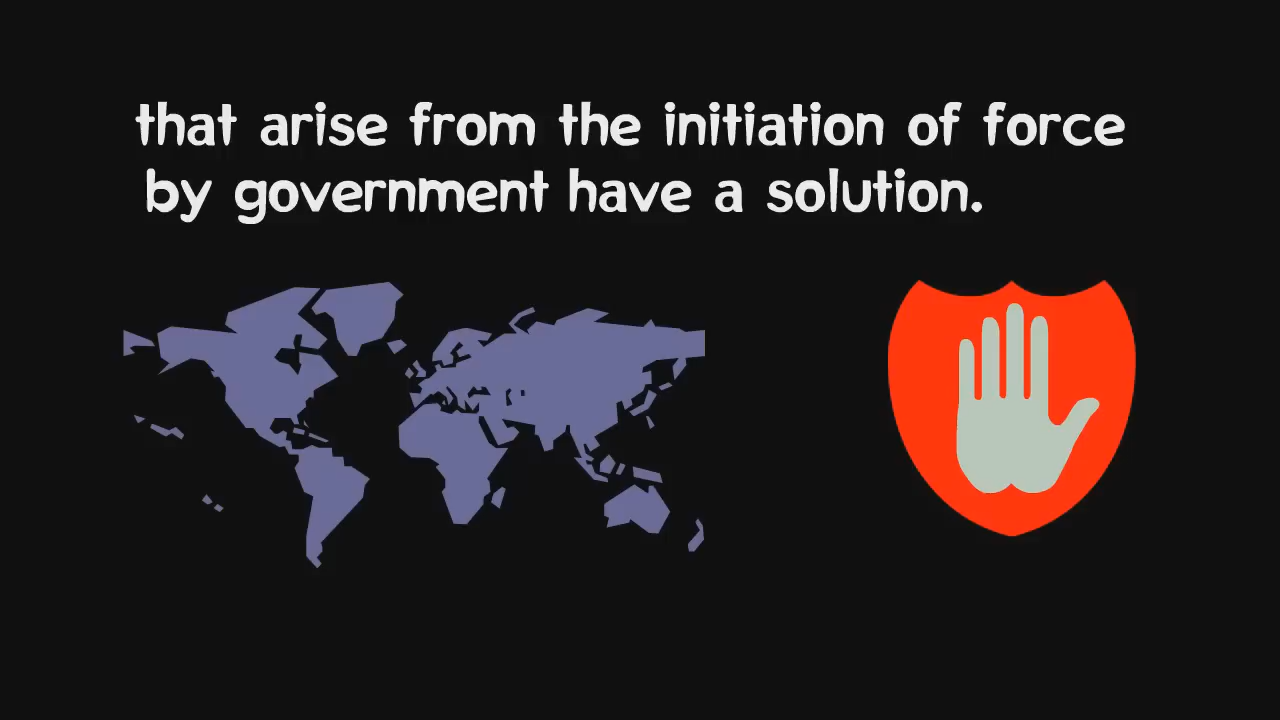 that arise from the initiation of force
by government have a solution.